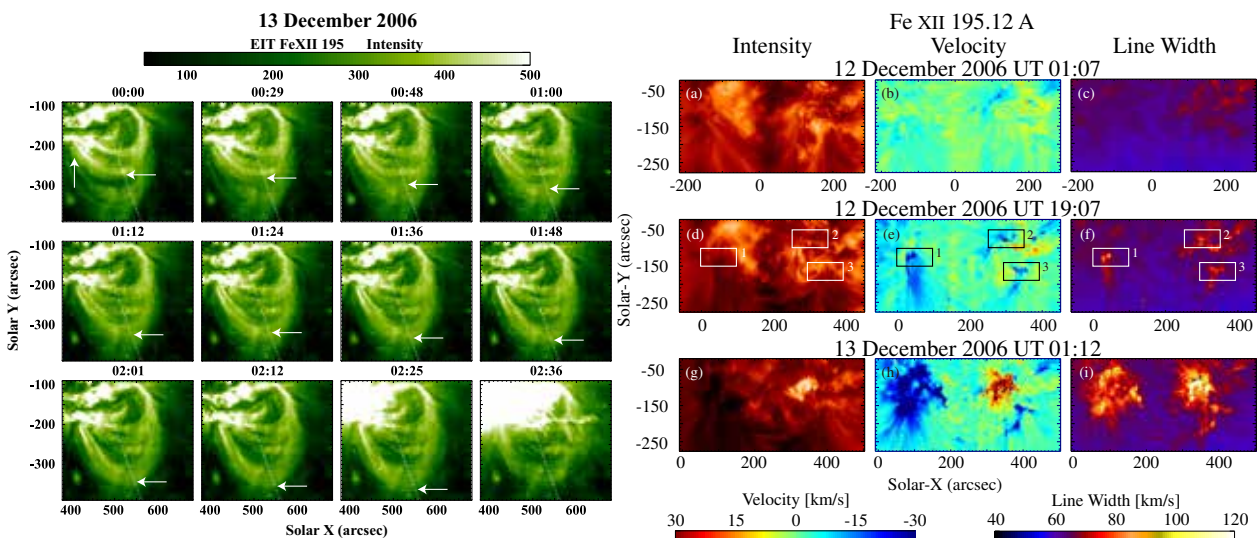 13 December 2006
EIT FeXII 195 Intensity
100 200 300 400 500
00:00 00:29 00:48 01:00
-100
-200
-300
01:12 01:24 01:36 01:48
-100
-200
-300
02:01 02:12 02:25 02:36
-100
-200
-300
400 500 600 400 500 600 400 500 600 400 500 600
Solar X (arcsec)
Solar Y (arcsec)
Fe XII 195.12 A
Intensity Velocity Line Width
12 December 2006 UT 01:07
(a) (b) (c)
-50
-150
-250
-200 0 200 -200 0 200 -200 0 200
12 December 2006 UT 19:07
(d) 1 2 3 (e) 1 2 3 (f) 1 2 3
-50
-150
-250
0 200 400 0 200 400 0 200 400
13 December 2006 UT 01:12
(g) (h) (i)
-50
-150
-250
0 200 400 0 200 400 0 200 400
Solar-X (arcsec)
Solar-Y (arcsec)
Velocity [km/s]
30 15 0 -15 -30
Line Width [km/s]
40 60 80 100 120